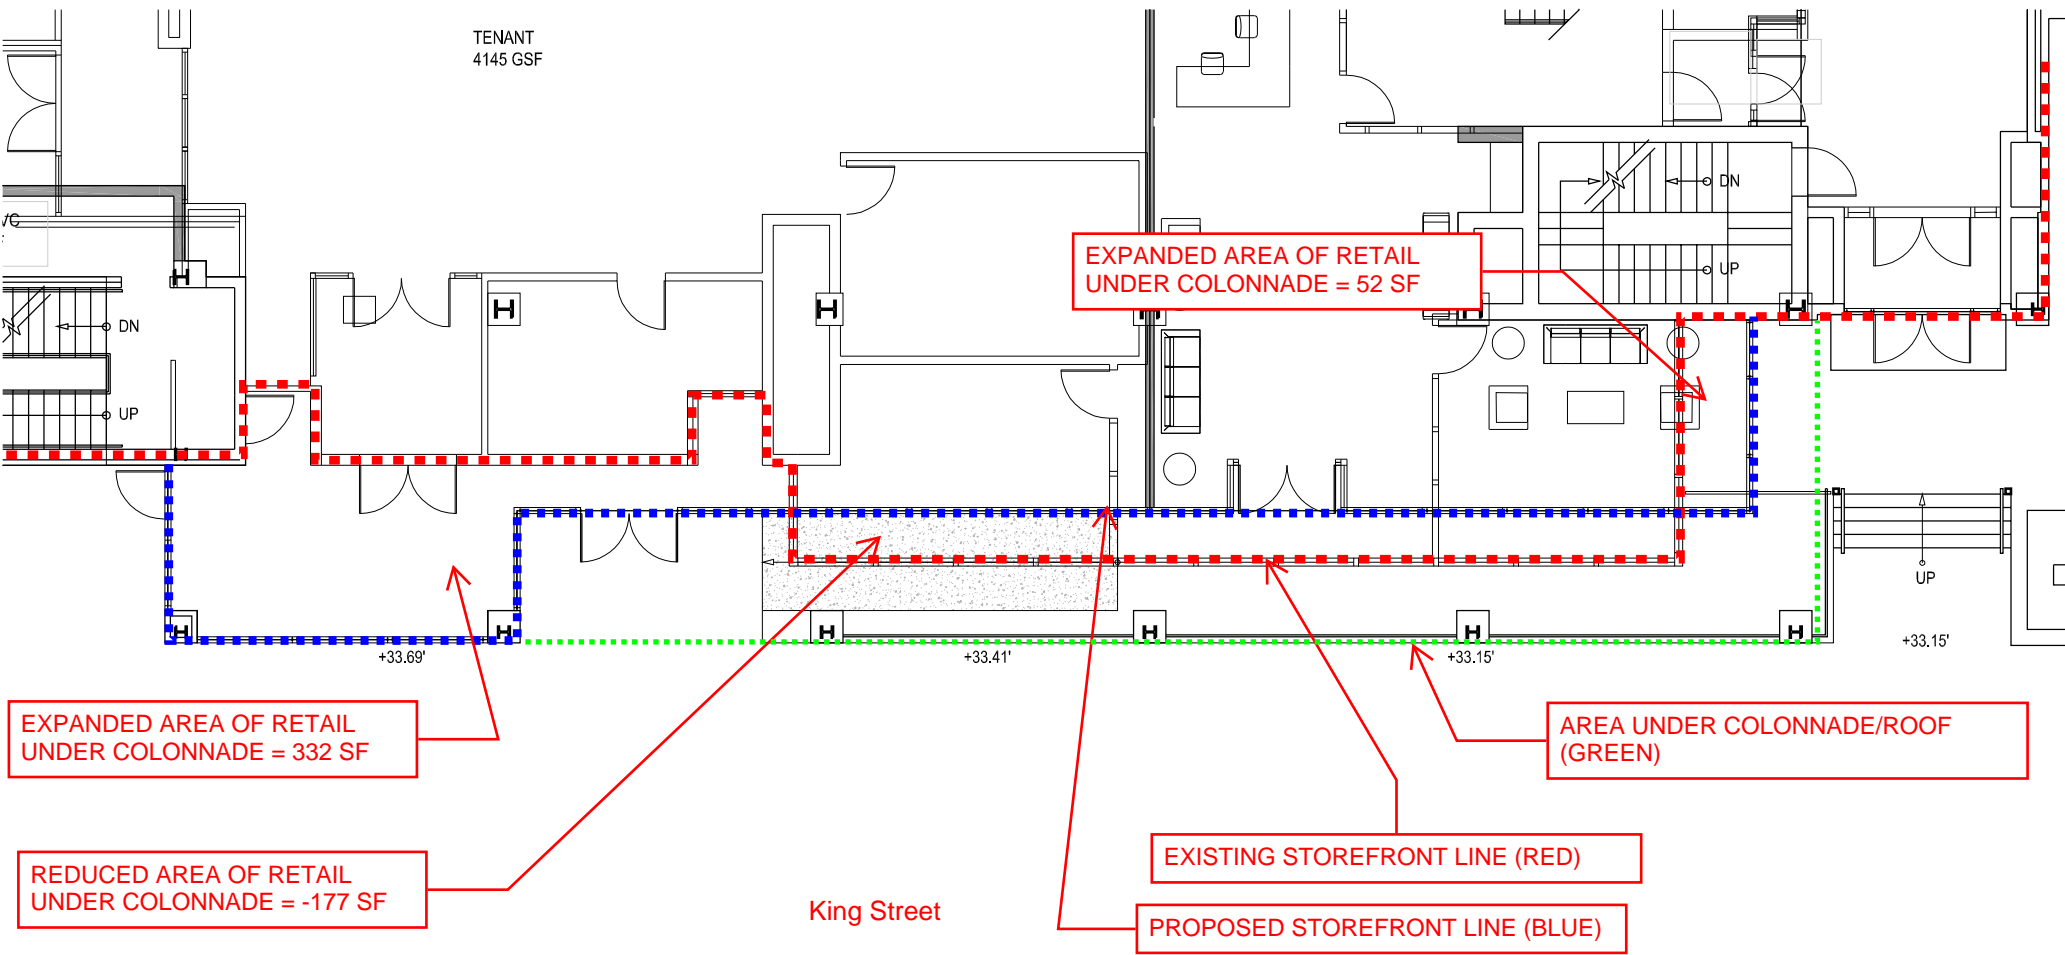 TENANT
4145 GSF
DN
UP
EXPANDED AREA OF RETAIL
UNDER COLONNADE = 52 SF
DN
UP
+33.69'
+33.41'
+33.15'
+33.15'
UP
EXPANDED AREA OF RETAIL
UNDER COLONNADE = 332 SF
AREA UNDER COLONNADE/ROOF
(GREEN)
REDUCED AREA OF RETAIL
UNDER COLONNADE = -177 SF
EXISTING STOREFRONT LINE (RED)
King Street
PROPOSED STOREFRONT LINE (BLUE)